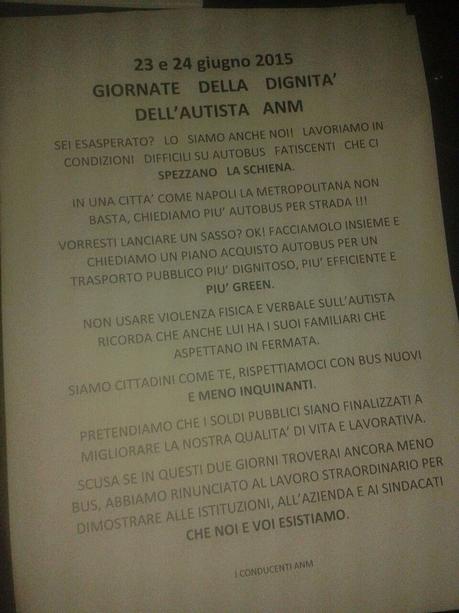 23 e 24 giugno 2015
GIORNATE DELLA DIGNITA'
DELL'AUTISTA ANM
SEI ESASPERATO? LO SIAMO ANCHE NOI! LAVORIAMO IN
CONDIZIONI DIFFICILI SU AUTOBUS FATISCENTI CHE CI
SPEZZANO LA SCHIENA.
IN UNA CITTA' COME NAPOLI LA METROPOLITANA NON
BASTA, CHIEDIAMO PIU' AUTOBUS PER STRADA !!!
VORRESTI LANCIARE UN SASSO? OK! FACCIAMOLO INSIEME E
CHIEDIAMO UN PIANO ACQUISTO AUTOBUS PER UN
TRASPORTO PUBBLICO PIU' DIGNITOSO, PIU' EFFICIENTE E
PIU' GREEN.
NON USARE VIOLENZA FISICA E VERBALE SULL'AUTISTA
RICORDA CHE ANCHE LUI HA I SUOI FAMILIARI CHE
ASPETTANO IN FERMATA.
SIAMO CITTADINI COME TE, RISPETTIAMOCI CON BUS NUOVI
E MENO INQUINANTI.
PRETENDIAMO CHE I SOLDI PUBBLICI SIANO FINALIZZATI A
MIGLIORARE LA NOSTRA QUALITA' DI VITA E LAVORATIVA.
SCUSA SE IN QUESTI DUE GIORNI TROVERAI ANCORA MENO
BUS, ABBIAMO RINUNCIATO AL LAVORO STRAORDINARIO PER
DIMOSTRARE ALLE ISTITUZIONI, ALL'AZIENDA E AI SINDACATI
CHE NOI E VOI ESISTIAMO.
I CONDUCENTI ANM